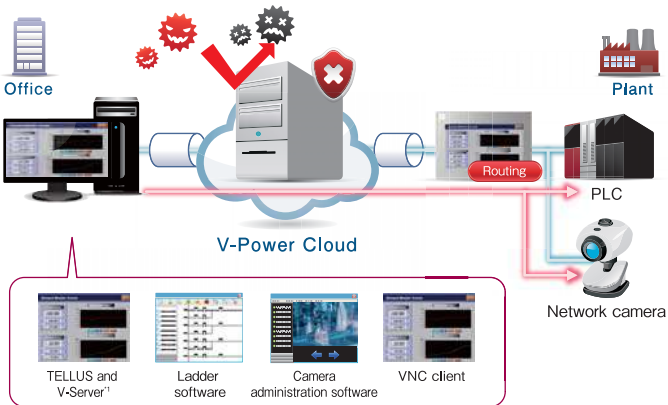 Office
Plant
Routing
PLC
V-Power Cloud
Network camera
TELLUS and
V-Server*1
Ladder
software
Camera
administration software
VNC client